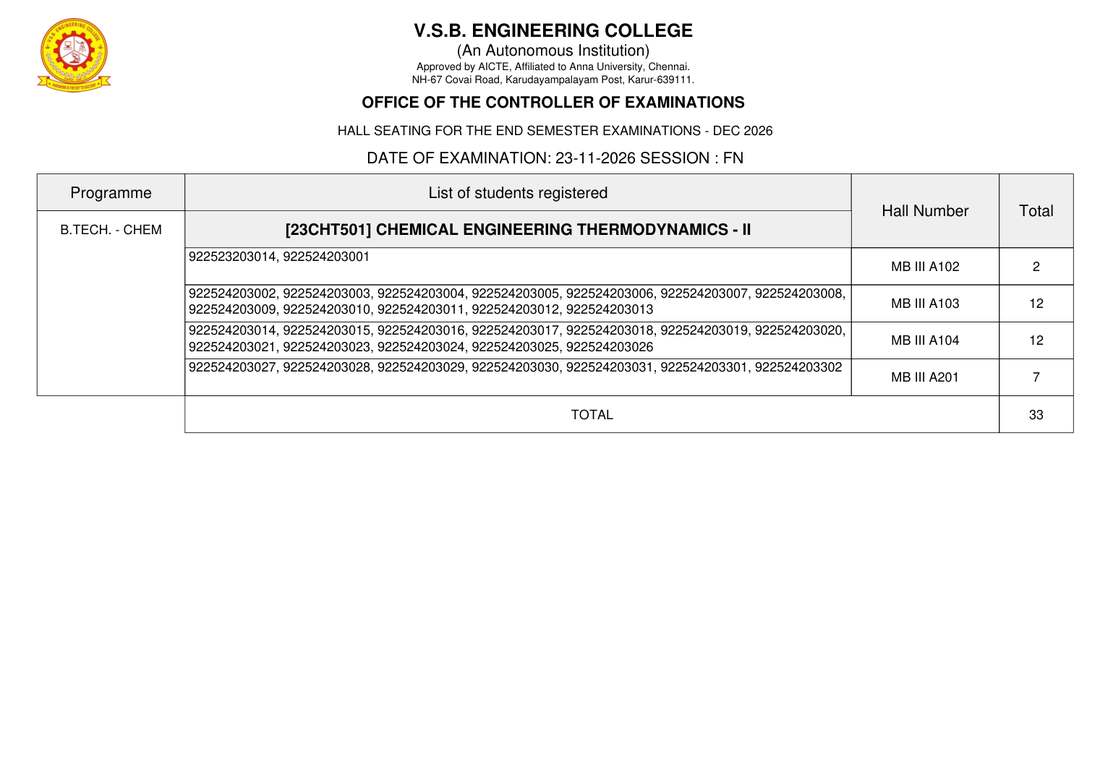 V.S.B. ENGINEERING COLLEGE
(An Autonomous Institution)
Approved by AICTE, Affiliated to Anna University, Chennai.
NH-67 Covai Road, Karudayampalayam Post, Karur-639111.
OFFICE OF THE CONTROLLER OF EXAMINATIONS
HALL SEATING FOR THE END SEMESTER EXAMINATIONS - DEC 2026
DATE OF EXAMINATION: 23-11-2026 SESSION : FN
Programme
List of students registered
Hall Number
Total
B.TECH. - CHEM
[23CHT501] CHEMICAL ENGINEERING THERMODYNAMICS - II
922523203014, 922524203001
MB III A102
2
922524203002, 922524203003, 922524203004, 922524203005, 922524203006, 922524203007, 922524203008,
922524203009, 922524203010, 922524203011, 922524203012, 922524203013
MB III A103
12
922524203014, 922524203015, 922524203016, 922524203017, 922524203018, 922524203019, 922524203020,
922524203021, 922524203023, 922524203024, 922524203025, 922524203026
MB III A104
12
922524203027, 922524203028, 922524203029, 922524203030, 922524203031, 922524203301, 922524203302
MB III A201
7
TOTAL
33